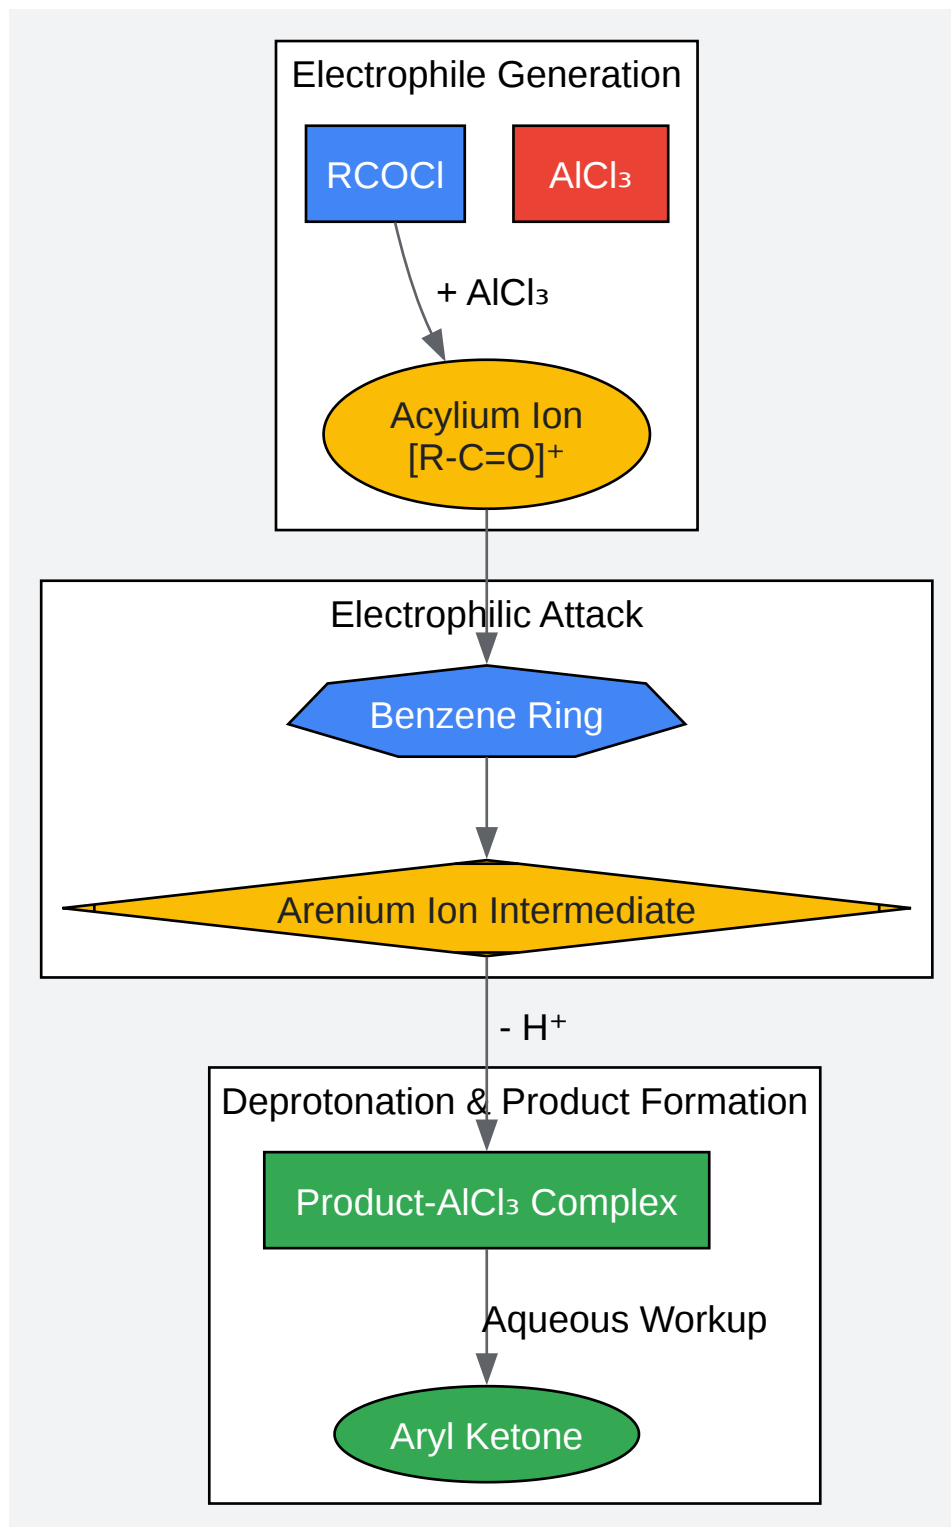 Electrophile Generation
RCOCl
AlCl₃
+ AlCl₃
Acylium Ion
[R-C=O]⁺
Electrophilic Attack
Benzene Ring
Arenium Ion Intermediate
- H⁺
Deprotonation & Product Formation
Product-AlCl₃ Complex
Aqueous Workup
Aryl Ketone